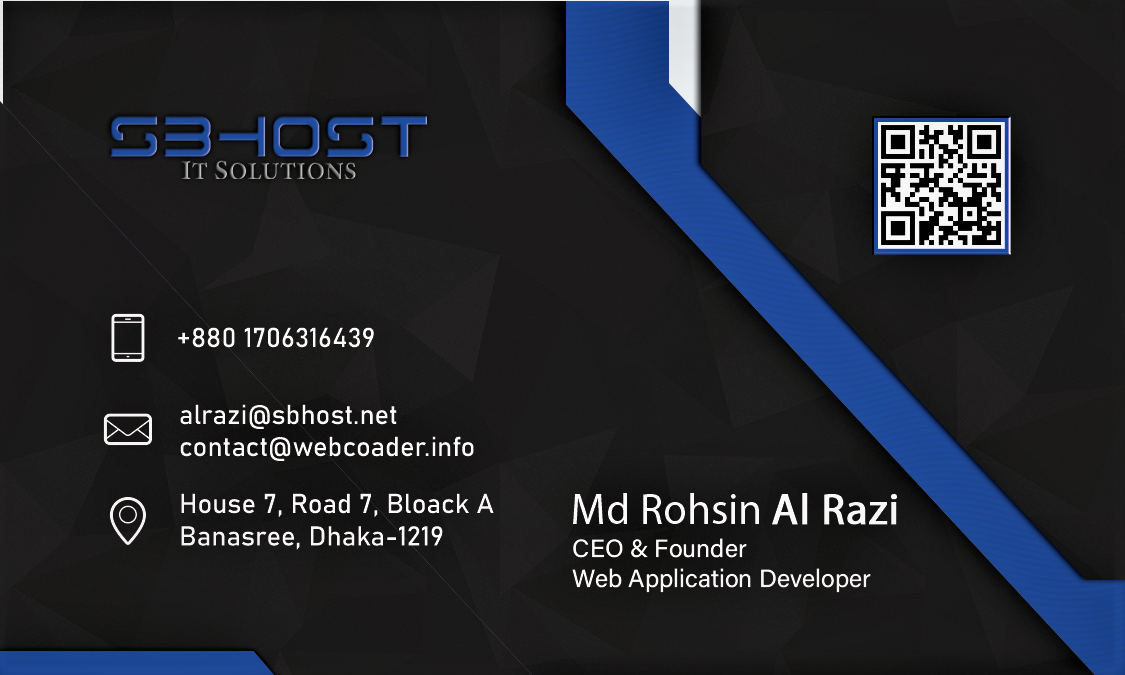 SBHOST
IT SOLUTIONS
+880 1706316439
alrazi@sbhost.net
contact@webcoader.info
House 7, Road 7, Bloack A
Banasree, Dhaka-1219
Md Rohsin Al Razi
CEO & Founder
Web Application Developer